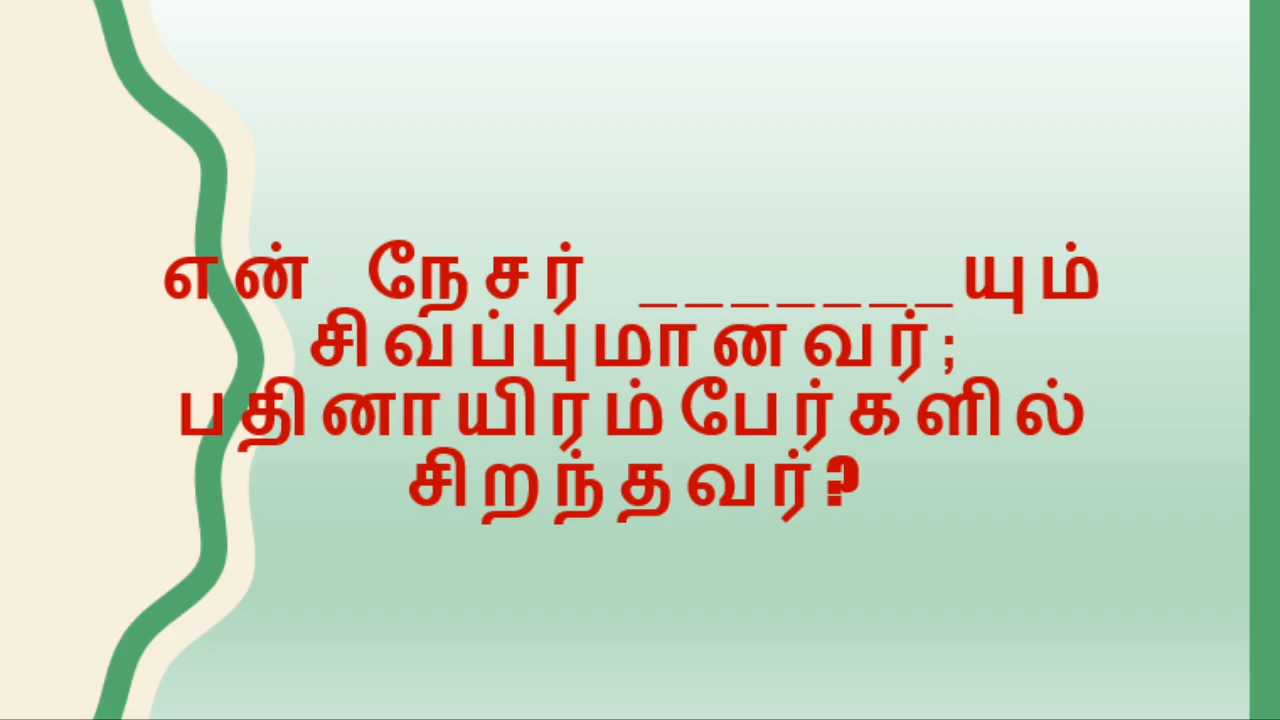 என் நேசர் _______யும்
சிவப்புமானவர்;
பதினாயிரம்பேர்களில்
சிறந்தவர்?